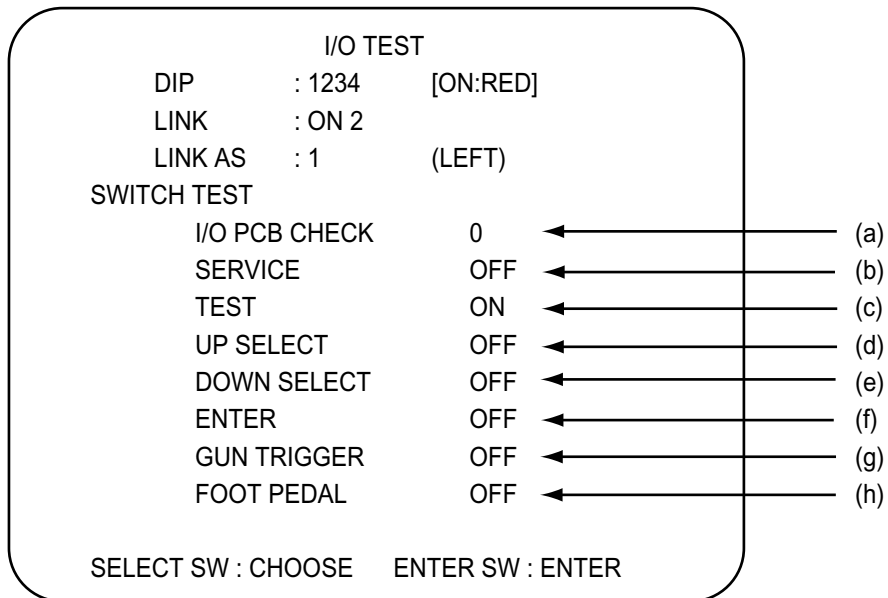 I/O TEST
DIP : 1234 [ON:RED]
LINK : ON 2
LINK AS : 1 (LEFT)
SWITCH TEST
I/O PCB CHECK 0 (a)
SERVICE OFF (b)
TEST ON (c)
UP SELECT OFF (d)
DOWN SELECT OFF (e)
ENTER OFF (f)
GUN TRIGGER OFF (g)
FOOT PEDAL OFF (h)
SELECT SW : CHOOSE ENTER SW : ENTER